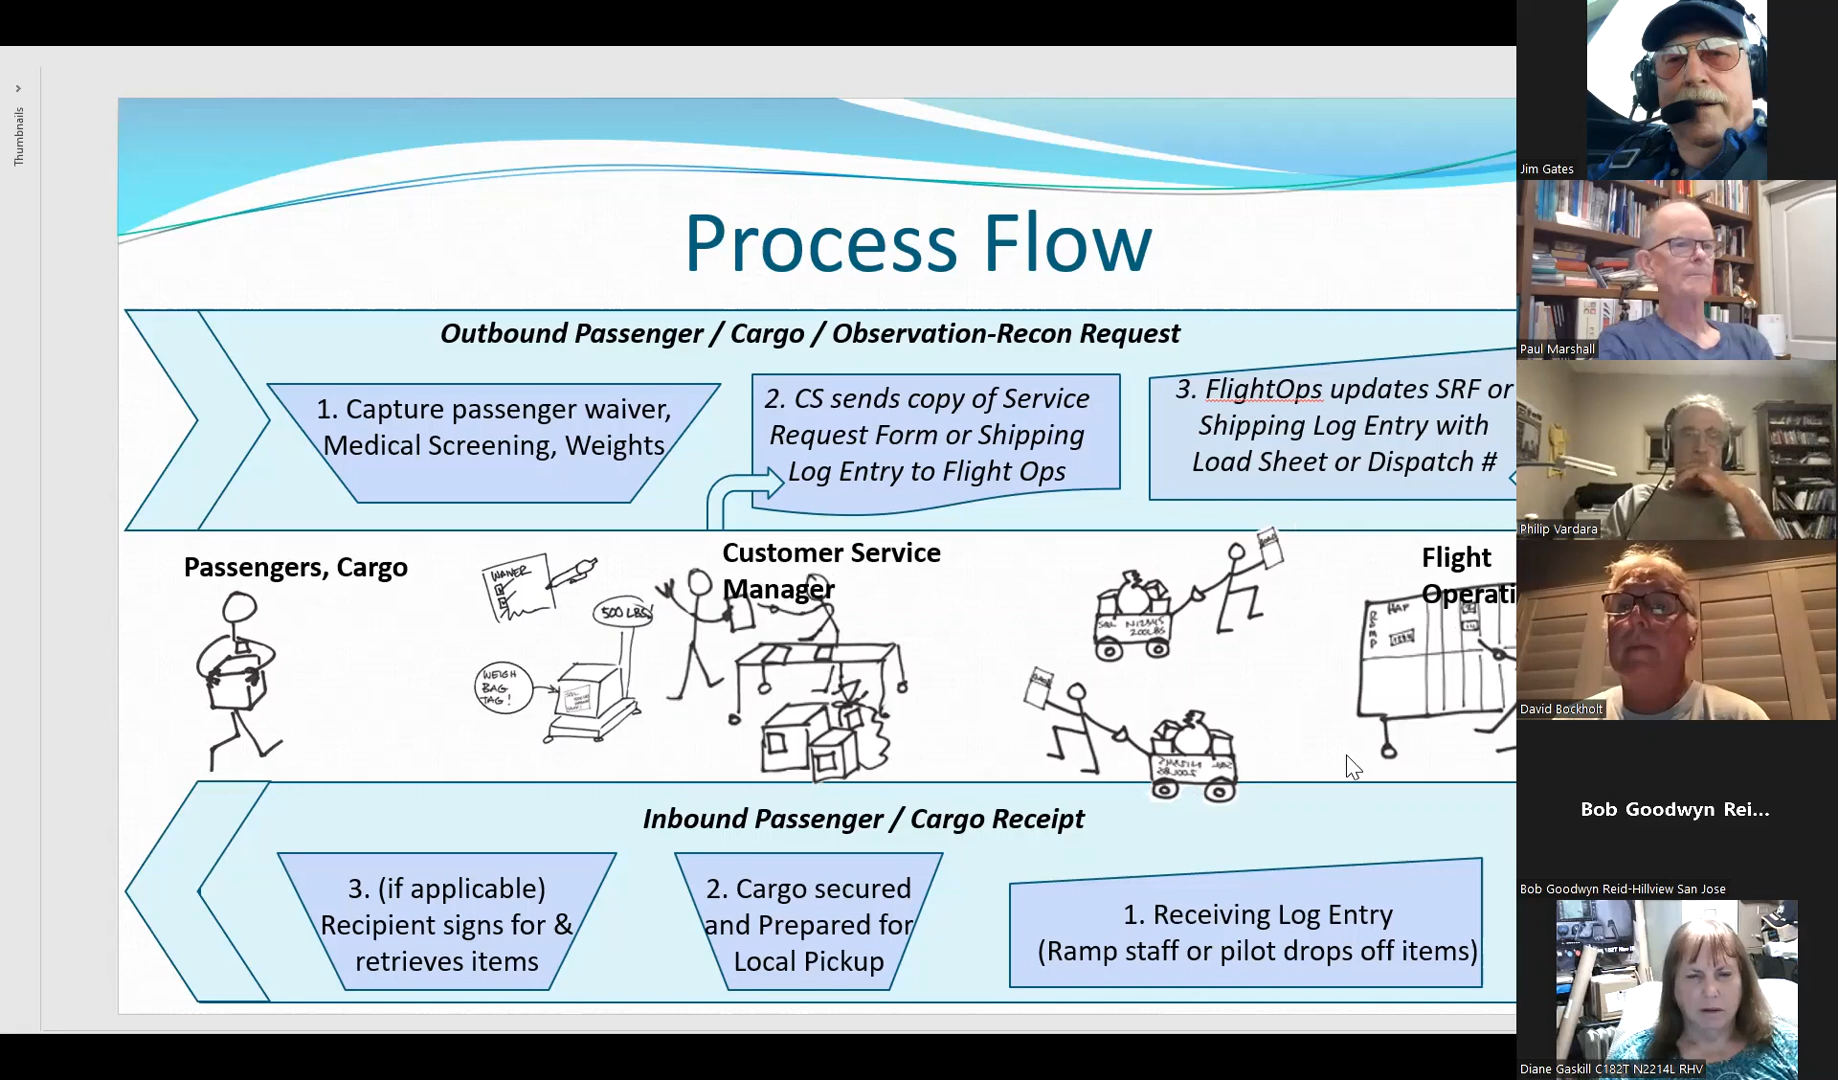 Thumbnails
Process Flow
Outbound Passenger / Cargo / Observation-Recon Request
1. Capture passenger waiver,
Medical Screening, Weights
2. CS sends copy of Service
Request Form or Shipping
Log Entry to Flight Ops
3. FlightOps updates SRF or
Shipping Log Entry with
Load Sheet or Dispatch #
Passengers, Cargo
WAIVER
500 LBS!
WEIGH
BAG
TAG!
Customer Service
Manager
N12345
200LBS
Flight
Operati
RAMP
MAP
Inbound Passenger / Cargo Receipt
3. (if applicable)
Recipient signs for &
retrieves items
2. Cargo secured
and Prepared for
Local Pickup
1. Receiving Log Entry
(Ramp staff or pilot drops off items)
Jim Gates
Paul Marshall
Philip Vardara
David Bockholt
Bob Goodwyn Rei...
Bob Goodwyn Reid-Hillview San Jose
Diane Gaskill C182T N2214L RHV